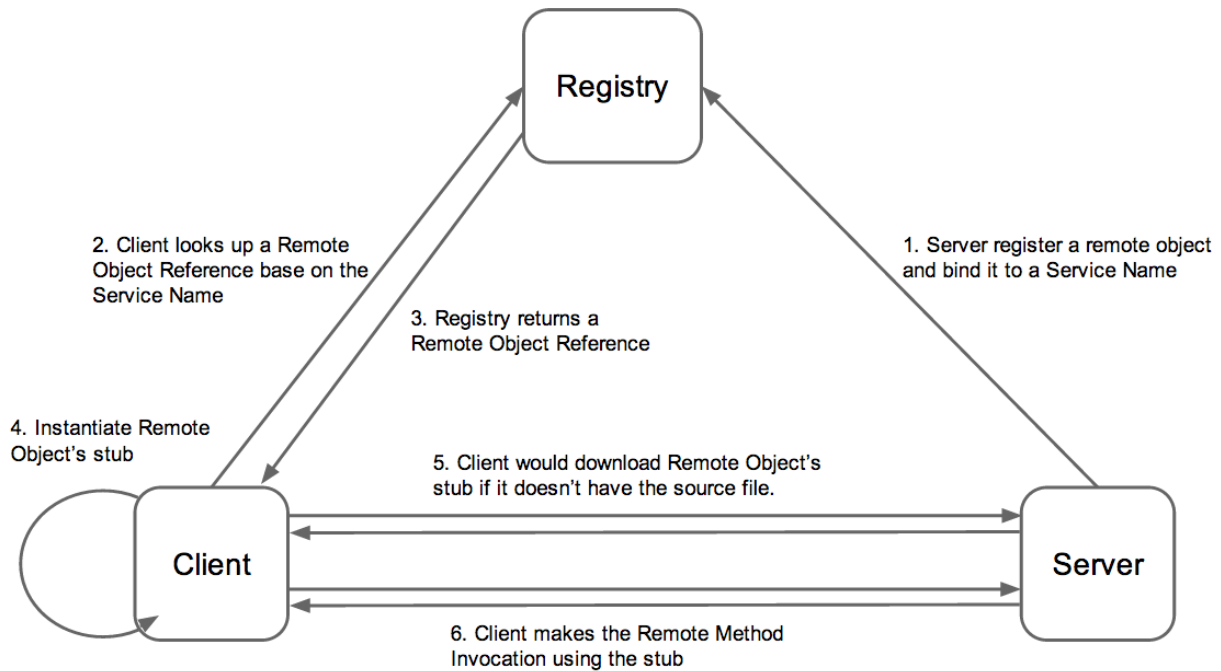 Registry
2. Client looks up a Remote
Object Reference base on the
Service Name
1. Server register a remote object
and bind it to a Service Name
3. Registry returns a
Remote Object Reference
4. Instantiate Remote
Object's stub
5. Client would download Remote Object's
stub if it doesn't have the source file.
Client
Server
6. Client makes the Remote Method
Invocation using the stub